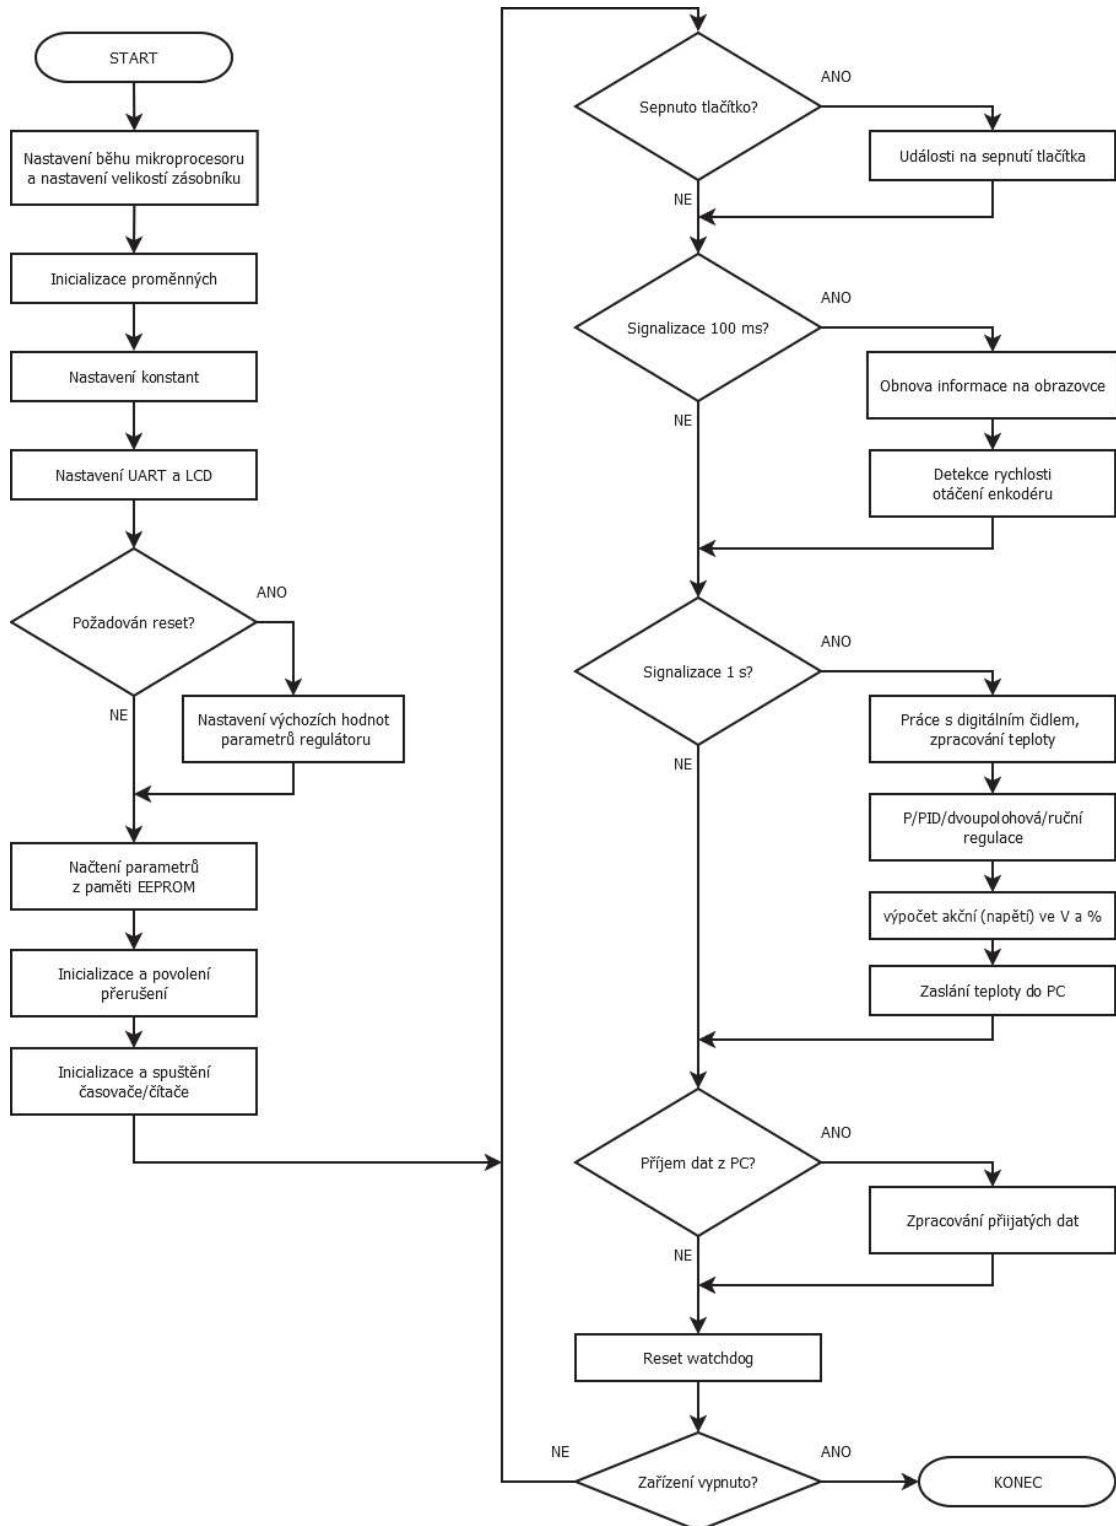 START
Nastavení běhu mikroprocesoru
a nastavení velikostí zásobníku
Inicializace proměnných
Nastavení konstant
Nastavení UART a LCD
Požadován reset?
ANO
NE
Nastavení výchozích hodnot
parametrů regulátoru
Načtení parametrů
z paměti EEPROM
Inicializace a povolení
přerušení
Inicializace a spuštění
časovače/čítače
Sepnuto tlačítko?
ANO
Události na sepnutí tlačítka
NE
Signalizace 100 ms?
ANO
Obnova informace na obrazovce
NE
Detekce rychlosti
otáčení enkodéru
Signalizace 1 s?
ANO
Práce s digitálním čidlem,
zpracování teploty
NE
P/PID/dvoupolohová/ruční
regulace
výpočet akční (napětí) ve V a %
Zaslání teploty do PC
Příjem dat z PC?
ANO
Zpracování přiijatých dat
NE
Reset watchdog
NE
Zařízení vypnuto?
ANO
KONEC